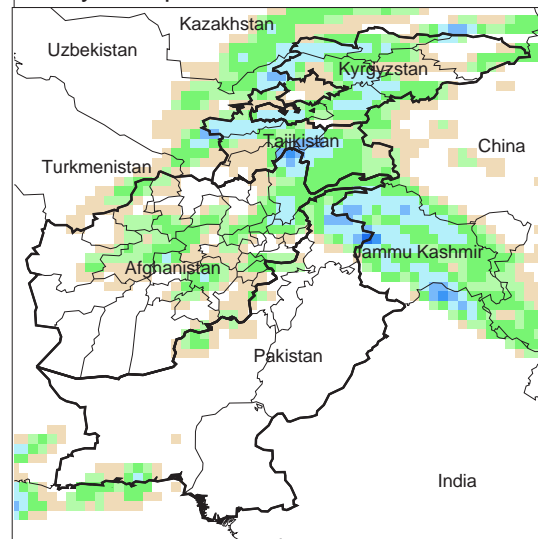 Kazakhstan
Uzbekistan
Kyrgyzstan
Tajikistan
China
Turkmenistan
Jammu Kashmir
Afghanistan
Pakistan
India